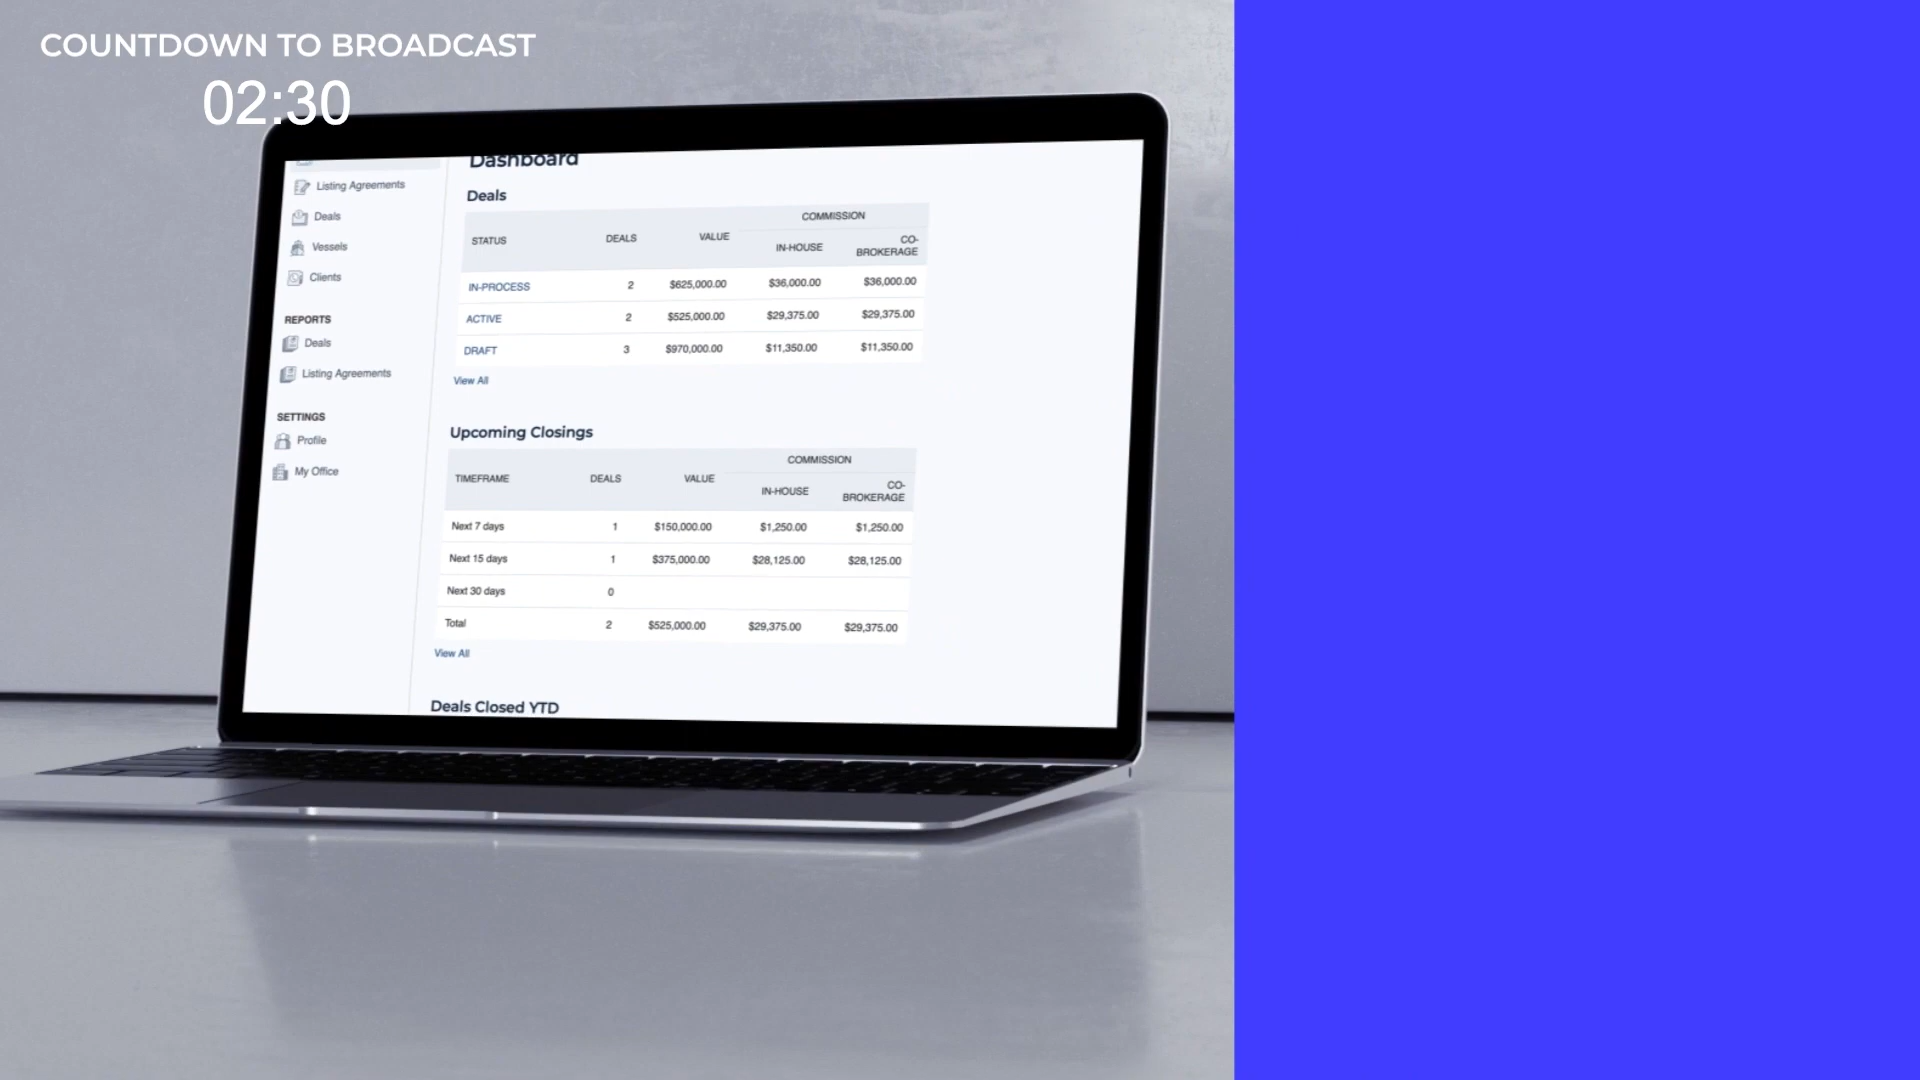 COUNTDOWN TO BROADCAST
02:30
Dashboard
Listing Agreements
Deals
Vessels
Clients
REPORTS
Deals
Listing Agreements
SETTINGS
Profile
My Office
Deals
COMMISSION
STATUS DEALS VALUE IN-HOUSE CO-
BROKERAGE
IN-PROCESS 2 $625,000.00 $36,000.00 $36,000.00
ACTIVE 2 $525,000.00 $29,375.00 $29,375.00
DRAFT 3 $970,000.00 $11,350.00 $11,350.00
View All
Upcoming Closings
COMMISSION
TIMEFRAME DEALS VALUE IN-HOUSE CO-
BROKERAGE
Next 7 days 1 $150,000.00 $1,250.00 $1,250.00
Next 15 days 1 $375,000.00 $28,125.00 $28,125.00
Next 30 days 0
Total 2 $525,000.00 $29,375.00 $29,375.00
View All
Deals Closed YTD